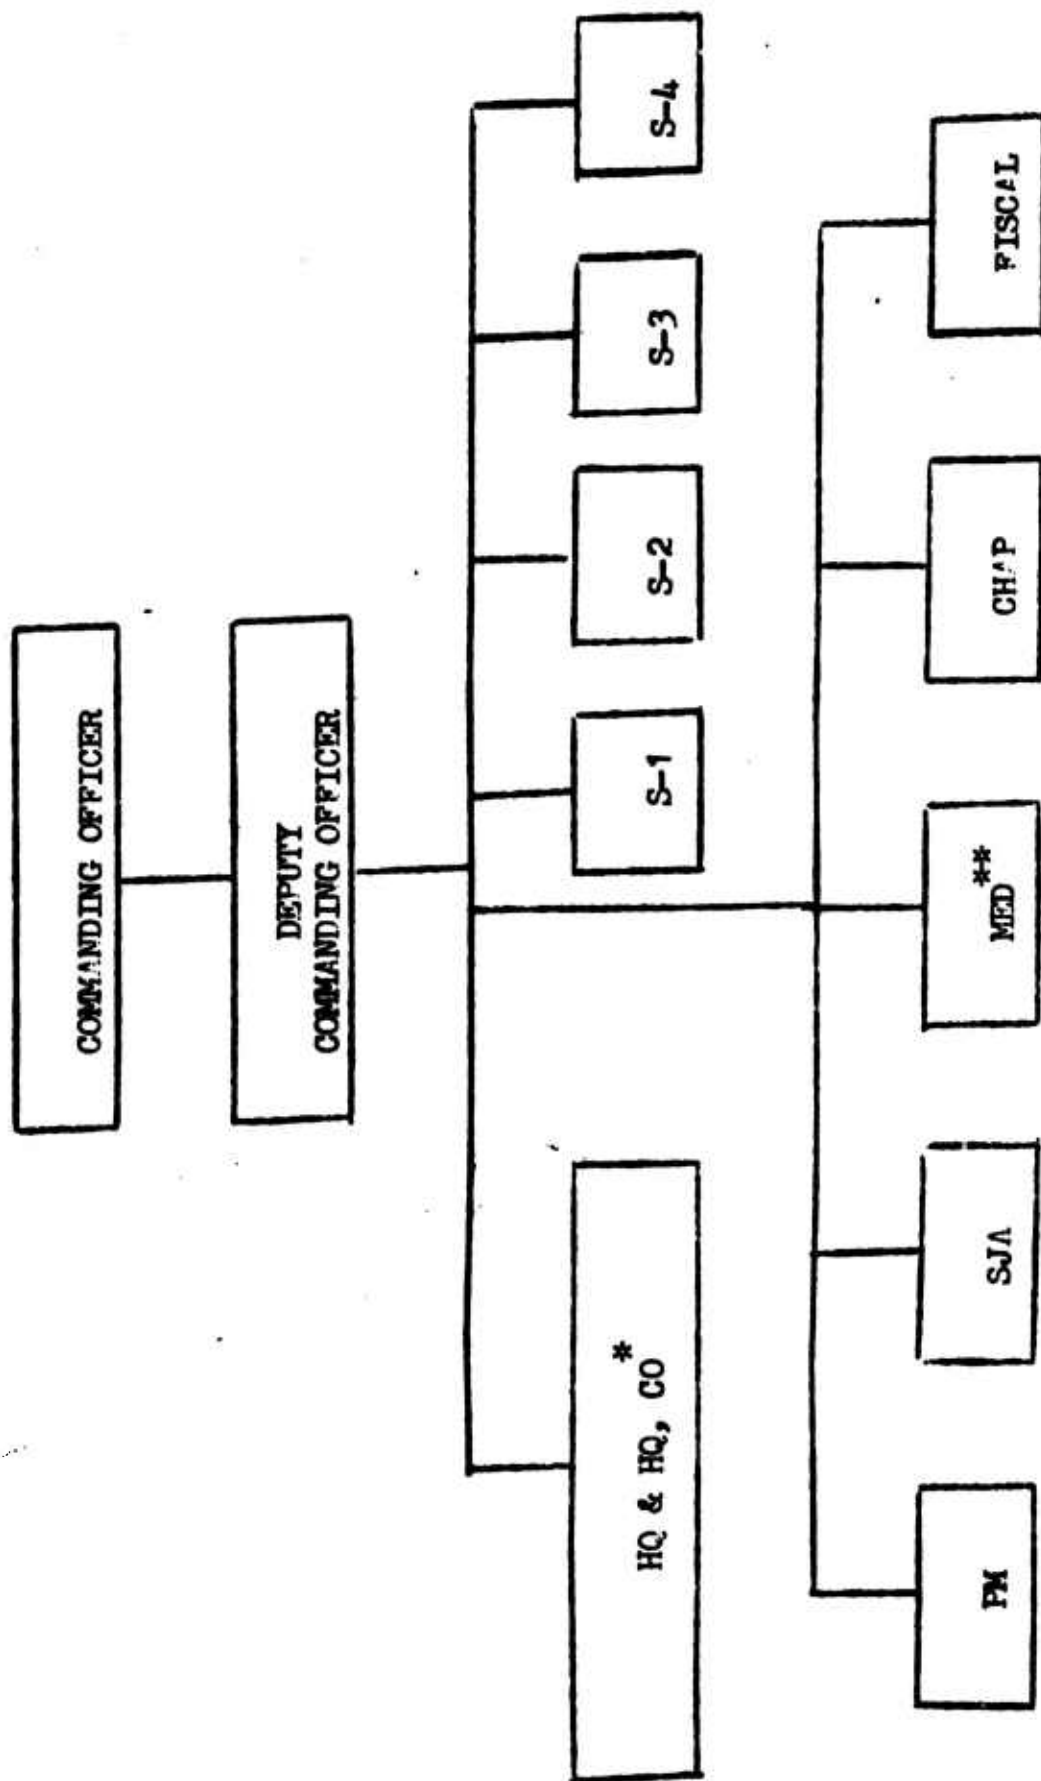 COMMANDING OFFICER
DEPUTY
COMMANDING OFFICER
HQ & HQ, CO*
S-1
S-2
S-3
S-4
PM
SJA
MED**
CHAP
FISCAL